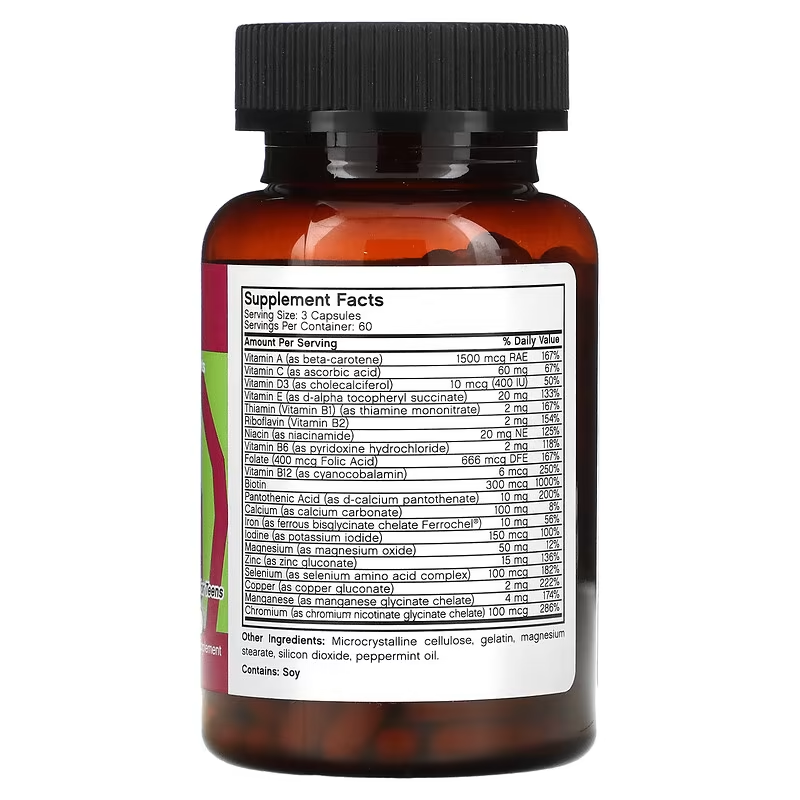 Supplement Facts
Serving Size: 3 Capsules
Servings Per Container: 60
Amount Per Serving % Daily Value
Vitamin A (as beta-carotene) 1500 mcg RAE 167%
Vitamin C (as ascorbic acid) 60 mg 67%
Vitamin D3 (as cholecalciferol) 10 mcg (400 IU) 50%
Vitamin E (as d-alpha tocopheryl succinate) 20 mg 133%
Thiamin (Vitamin B1) (as thiamine mononitrate) 2 mg 167%
Riboflavin (Vitamin B2) 2 mg 154%
Niacin (as niacinamide) 20 mg NE 125%
Vitamin B6 (as pyridoxine hydrochloride) 2 mg 118%
Folate (400 mcg Folic Acid) 666 mcg DFE 167%
Vitamin B12 (as cyanocobalamin) 6 mcg 250%
Biotin 300 mcg 1000%
Pantothenic Acid (as d-calcium pantothenate) 10 mg 200%
Calcium (as calcium carbonate) 100 mg 8%
Iron (as ferrous bisglycinate chelate Ferrochel®) 10 mg 56%
Iodine (as potassium iodide) 150 mcg 100%
Magnesium (as magnesium oxide) 50 mg 12%
Zinc (as zinc gluconate) 15 mg 136%
Selenium (as selenium amino acid complex) 100 mcg 182%
Copper (as copper gluconate) 2 mg 222%
Manganese (as manganese glycinate chelate) 4 mg 174%
Chromium (as chromium nicotinate glycinate chelate) 100 mcg 286%
Other Ingredients: Microcrystalline cellulose, gelatin, magnesium
stearate, silicon dioxide, peppermint oil.
Contains: Soy
Teens